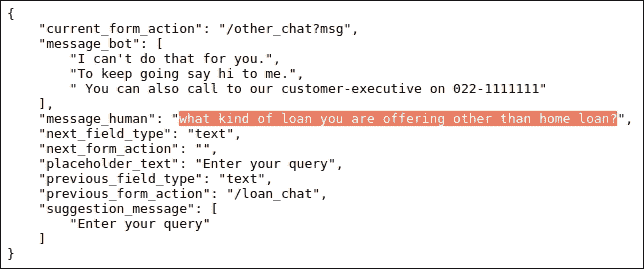 {
    "current_form_action": "/other_chat?msg",
    "message_bot": [
        "I can't do that for you.",
        "To keep going say hi to me.",
        " You can also call to our customer-executive on 022-1111111"
    ],
    "message_human": "what kind of loan you are offering other than home loan?",
    "next_field_type": "text",
    "next_form_action": "",
    "placeholder_text": "Enter your query",
    "previous_field_type": "text",
    "previous_form_action": "/loan_chat",
    "suggestion_message": [
        "Enter your query"
    ]
}